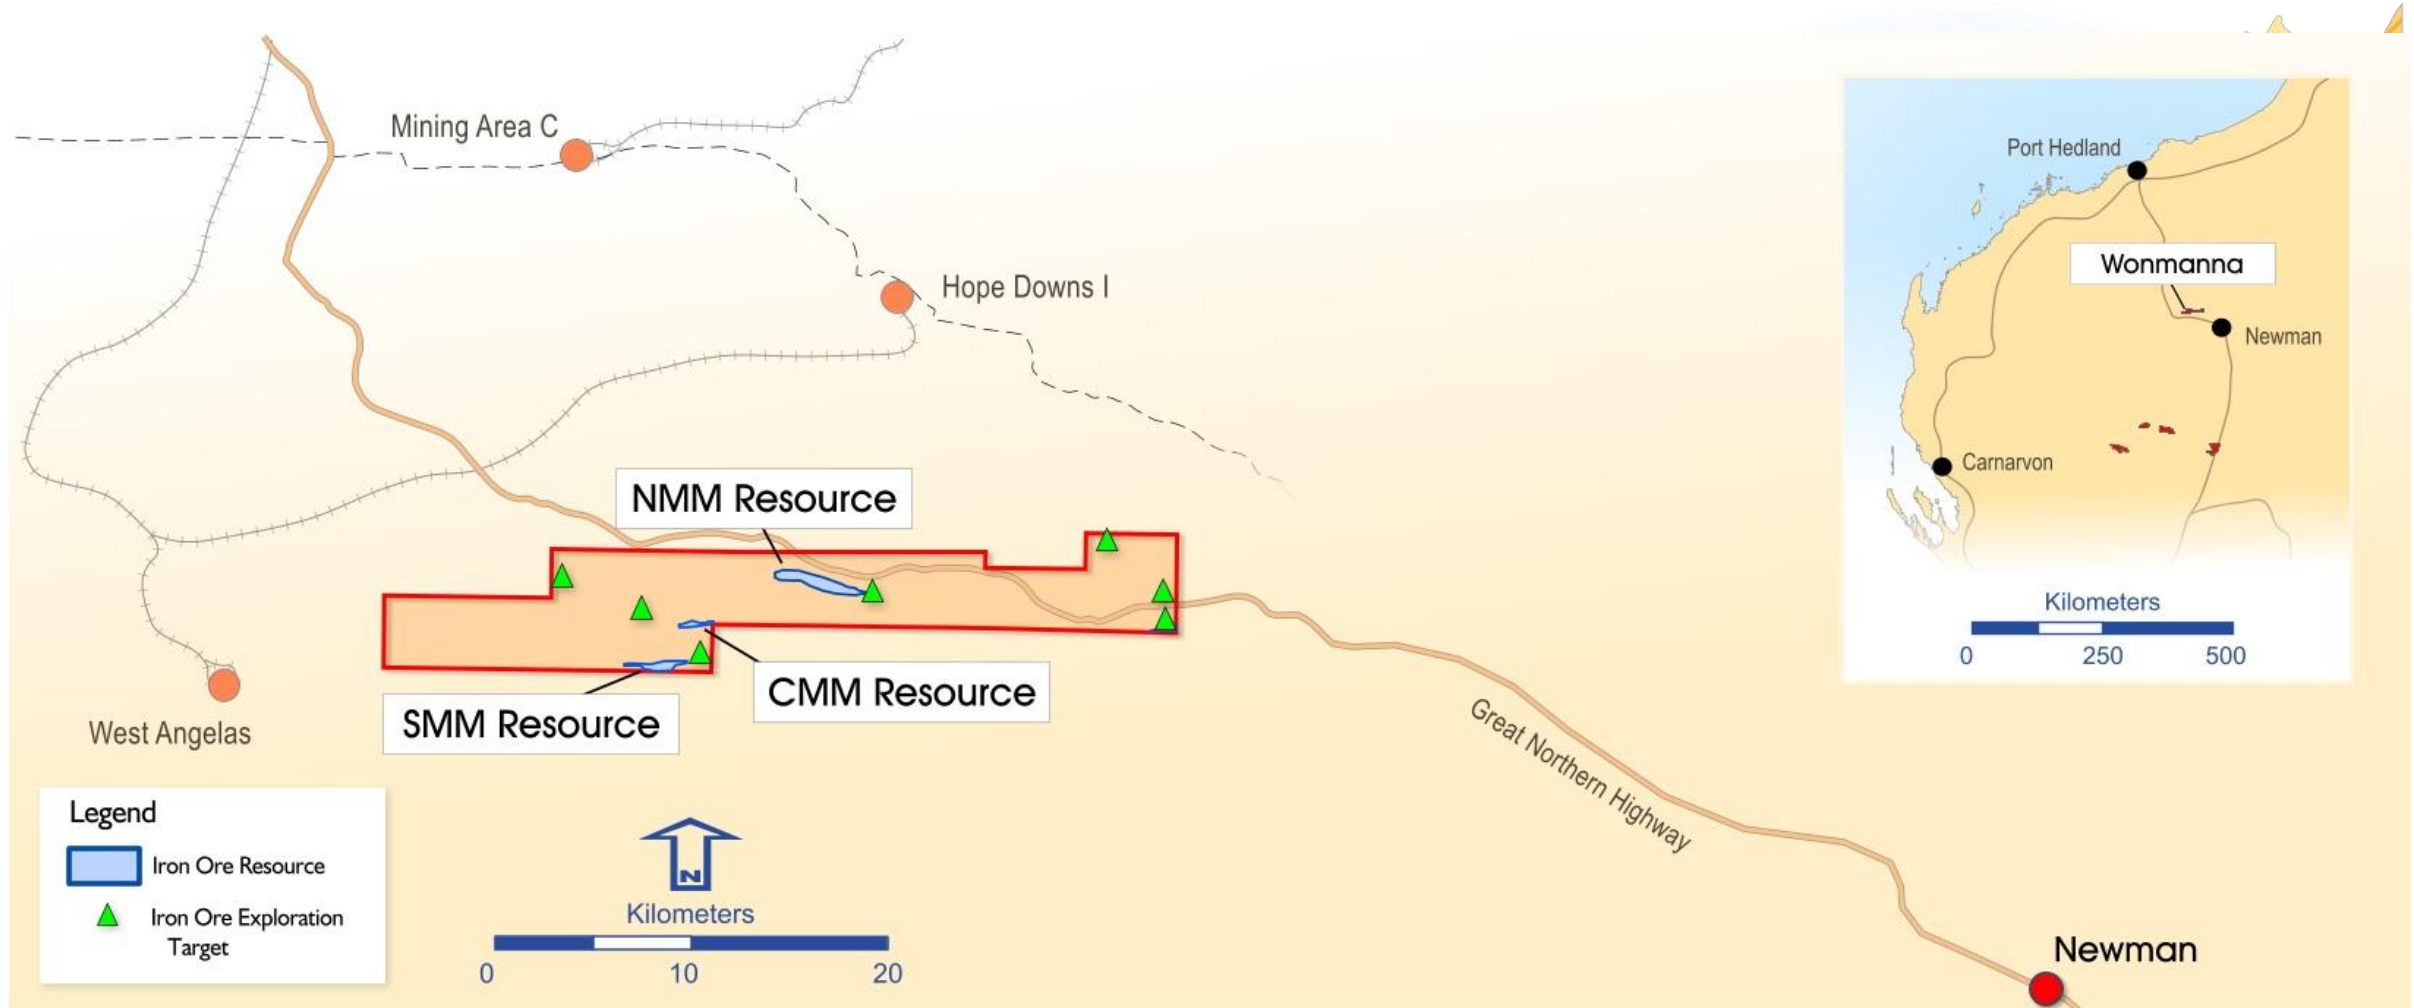 Mining Area C
Hope Downs I
NMM Resource
CMM Resource
SMM Resource
West Angelas
Great Northern Highway
Newman
Legend
Iron Ore Resource
Iron Ore Exploration
Target
N
Kilometers
0 10 20
Port Hedland
Wonmanna
Newman
Carnarvon
Kilometers
0 250 500